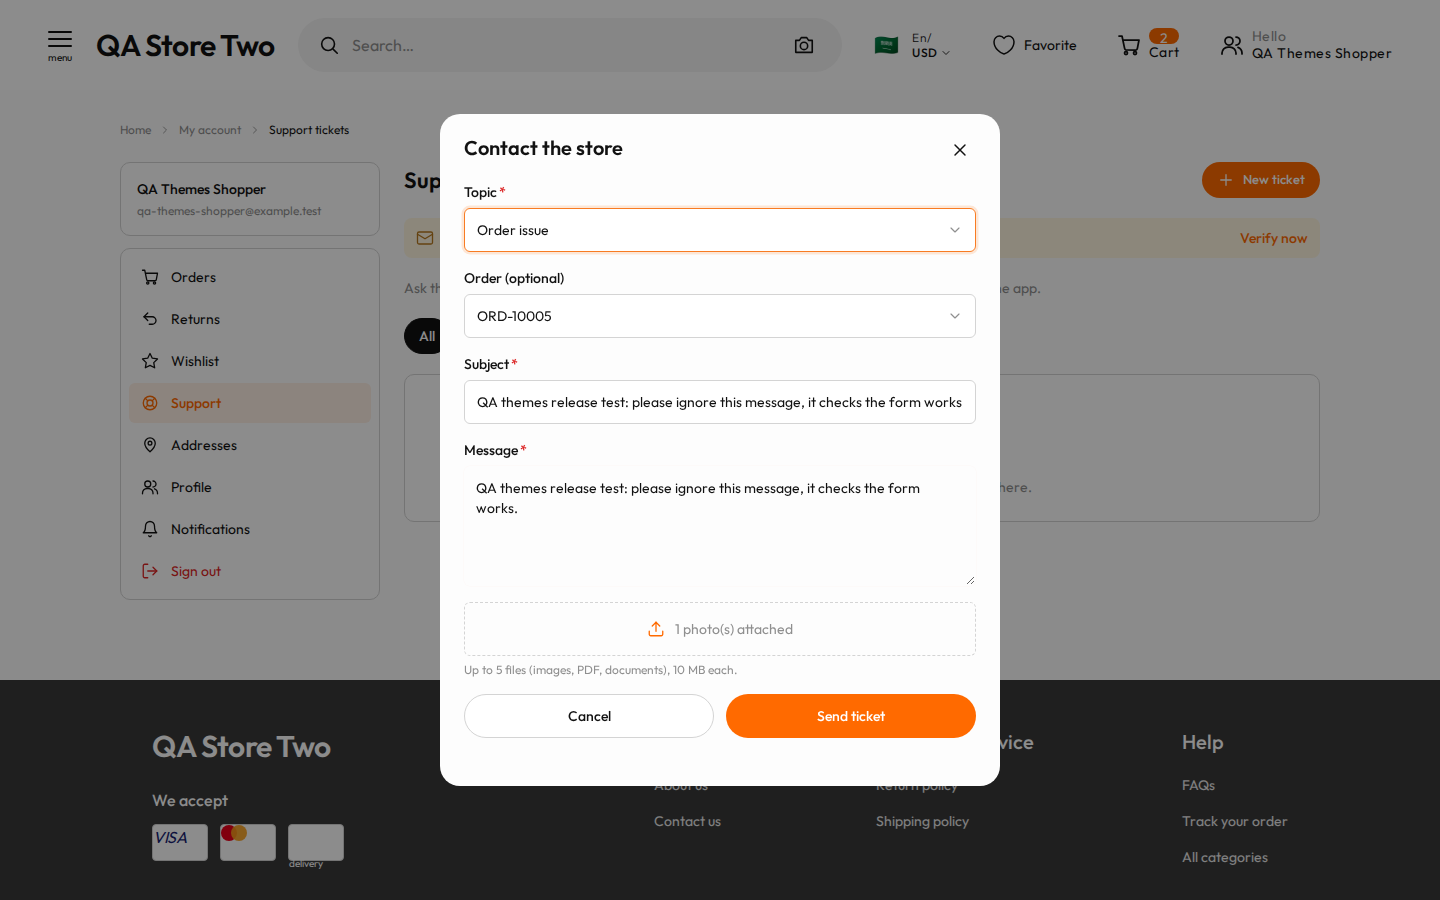 menu
QA Store Two
Search...
En/
USD
Favorite
2
Cart
Hello
QA Themes Shopper
Home
My account
Support tickets
QA Themes Shopper
qa-themes-shopper@example.test
Orders
Returns
Wishlist
Support
Addresses
Profile
Notifications
Sign out
Sup
New ticket
Verify now
Ask th
e app.
All
here.
Contact the store
Topic *
Order issue
Order (optional)
ORD-10005
Subject *
QA themes release test: please ignore this message, it checks the form works
Message *
QA themes release test: please ignore this message, it checks the form
works.
1 photo(s) attached
Up to 5 files (images, PDF, documents), 10 MB each.
Cancel
Send ticket
QA Store Two
We accept
VISA
delivery
About us
Contact us
vice
Return policy
Shipping policy
Help
FAQs
Track your order
All categories